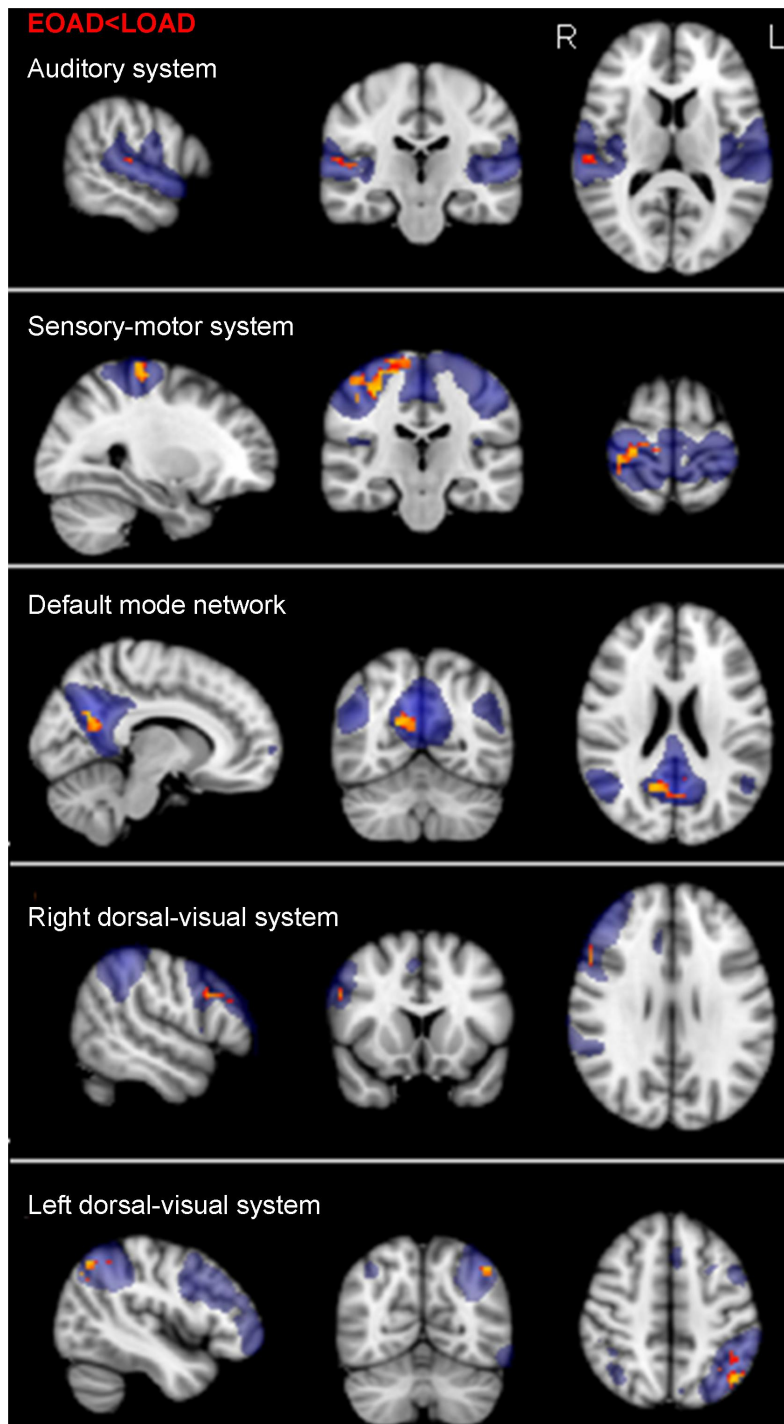 EOAD<LOAD
R L
Auditory system
Sensory-motor system
Default mode network
Right dorsal-visual system
Left dorsal-visual system